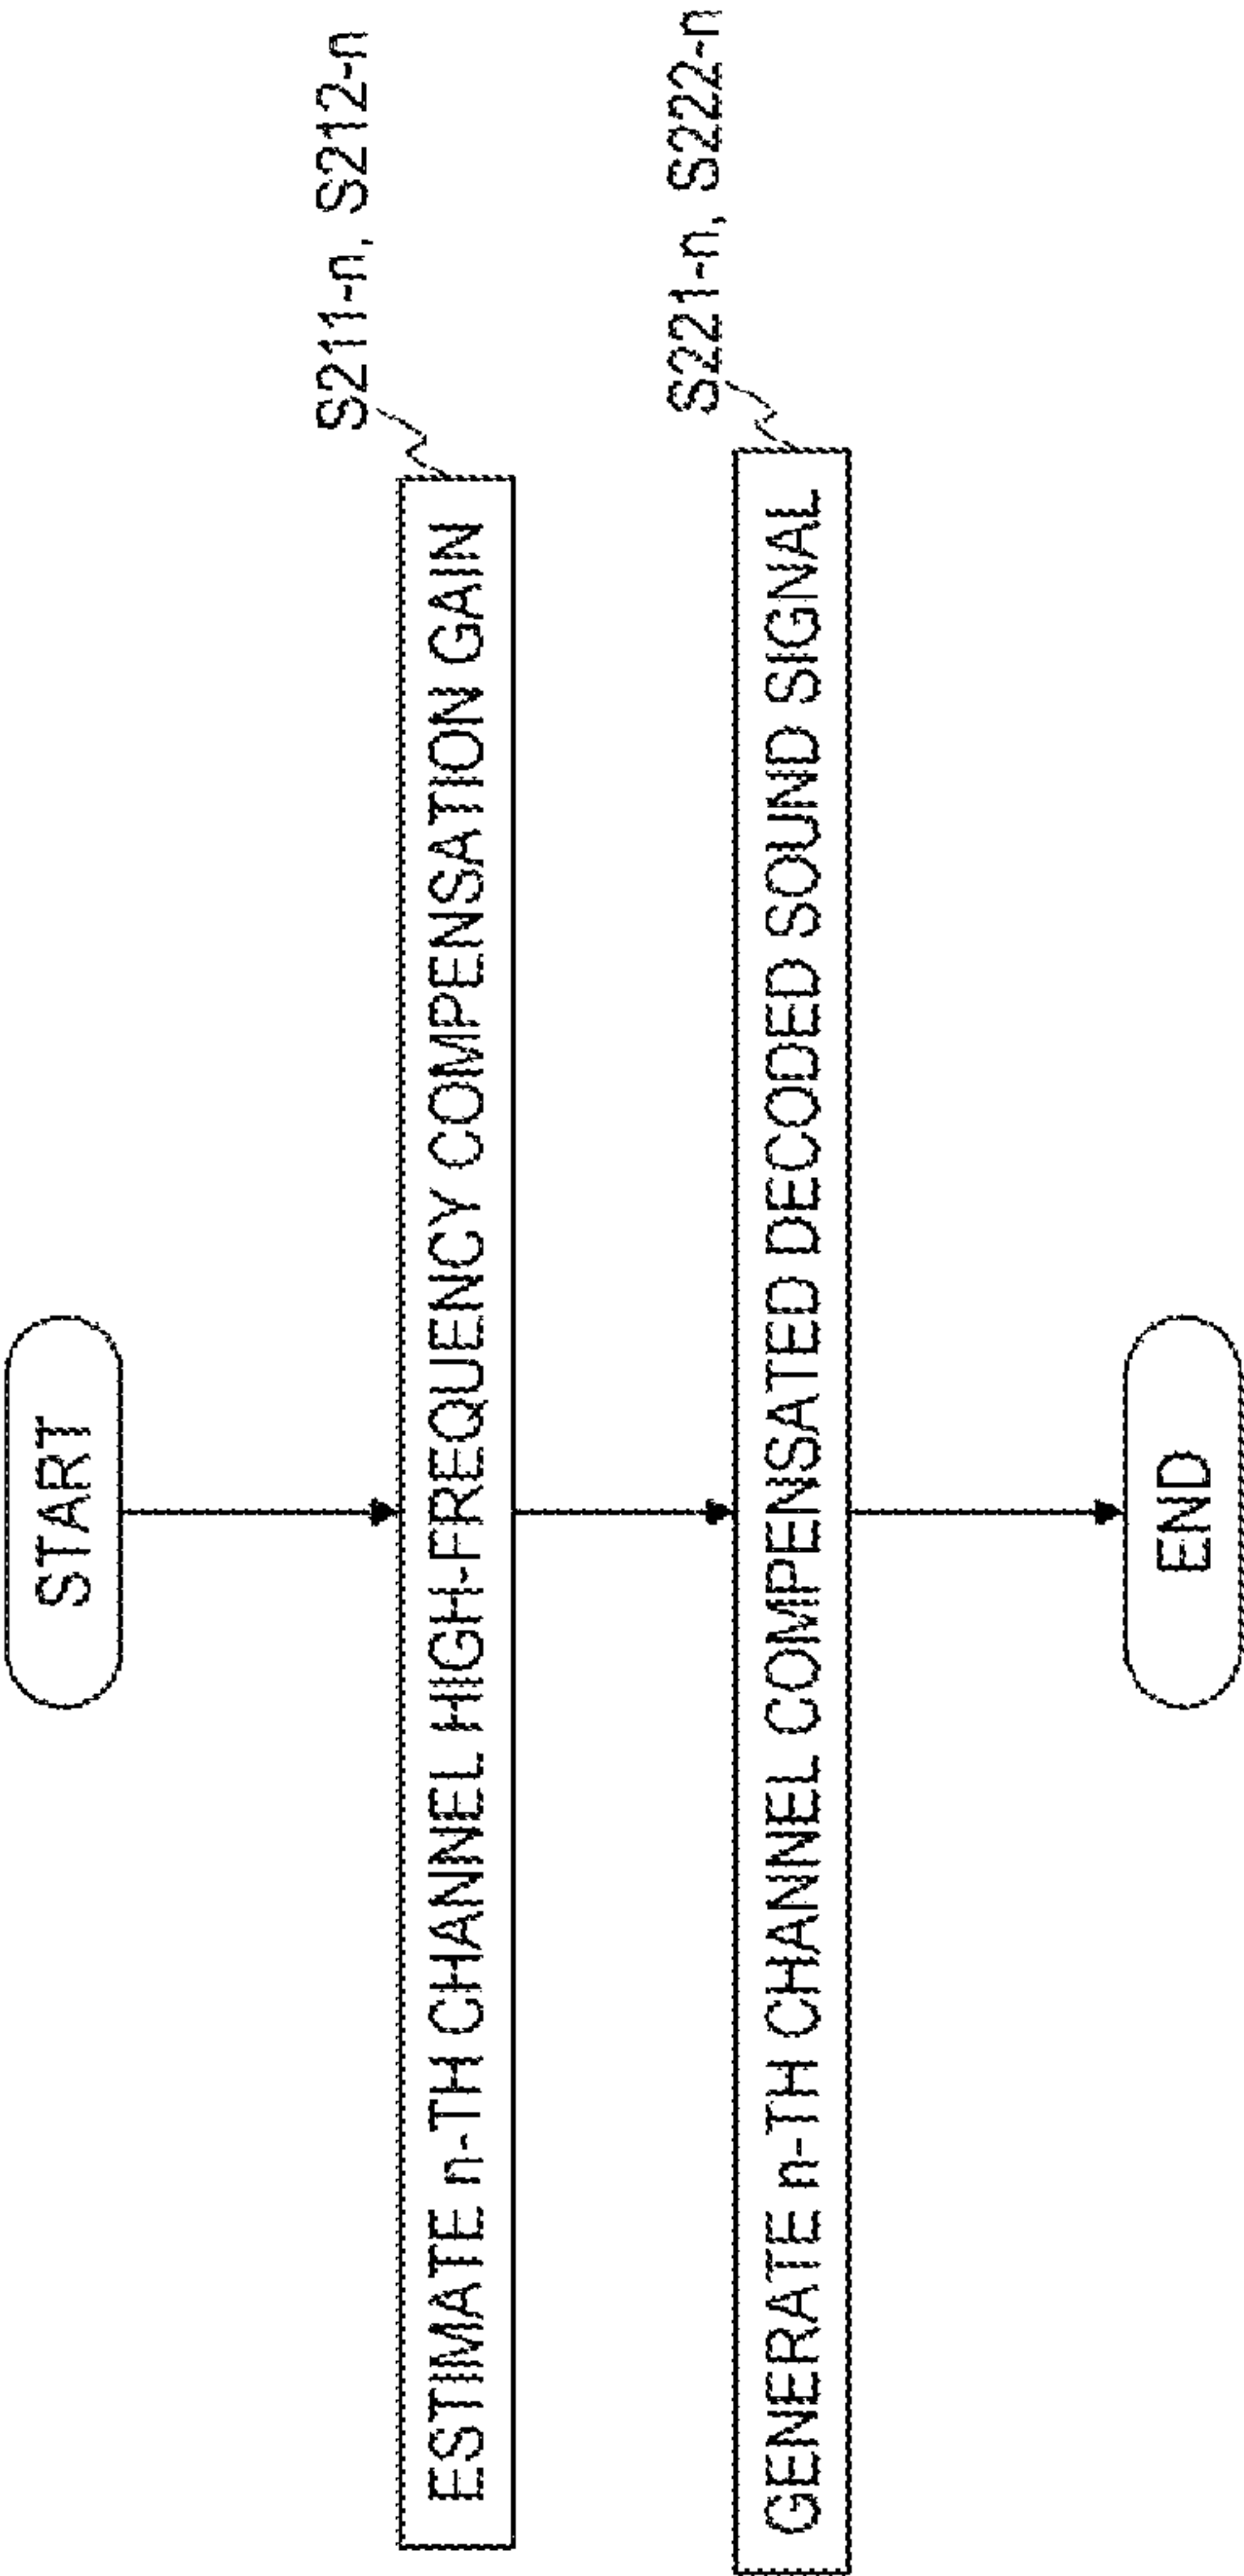 START
S211-n, S212-n
ESTIMATE n-TH CHANNEL HIGH-FREQUENCY COMPENSATION GAIN
S221-n, S222-n
GENERATE n-TH CHANNEL COMPENSATED DECODED SOUND SIGNAL
END